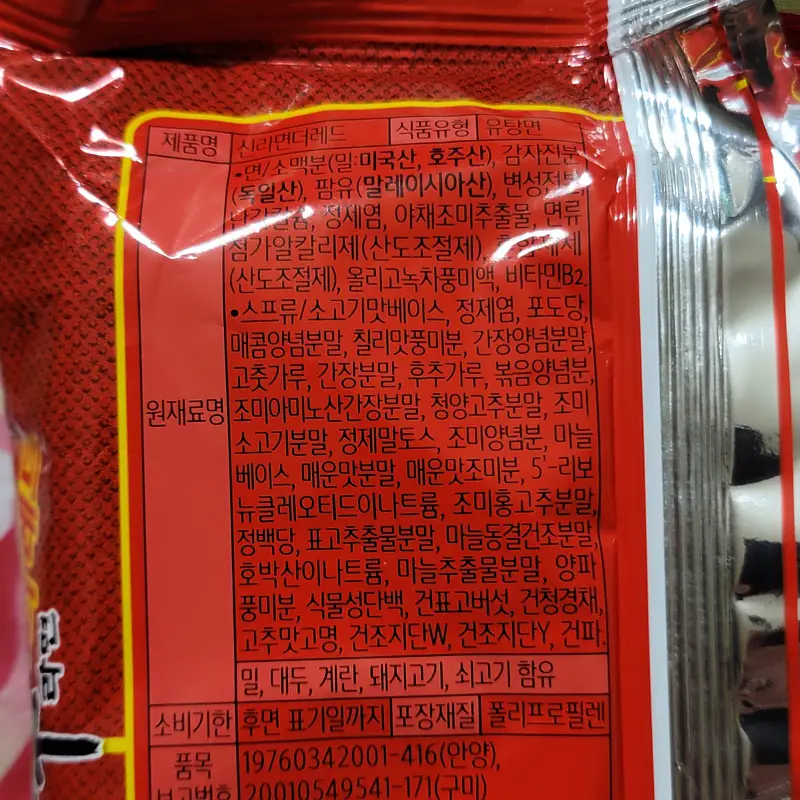 제품명 신라면더레드 식품유형 유탕면
원재료명
•면/소맥분(밀:미국산, 호주산), 감자전분
(독일산), 팜유(말레이시아산), 변성전분,
난각칼슘, 정제염, 야채조미추출물, 면류
첨가알칼리제(산도조절제), 혼합제제
(산도조절제), 올리고녹차풍미액, 비타민B2.
•스프류/소고기맛베이스, 정제염, 포도당,
매콤양념분말, 칠리맛풍미분, 간장양념분말,
고춧가루, 간장분말, 후추가루, 볶음양념분,
조미아미노산간장분말, 청양고추분말, 조미
소고기분말, 정제말토스, 조미양념분, 마늘
베이스, 매운맛분말, 매운맛조미분, 5'-리보
뉴클레오티드이나트륨, 조미홍고추분말,
정백당, 표고추출물분말, 마늘동결건조분말,
호박산이나트륨, 마늘추출물분말, 양파
풍미분, 식물성단백, 건표고버섯, 건청경채,
고추맛고명, 건조지단W, 건조지단Y, 건파.
밀, 대두, 계란, 돼지고기, 쇠고기 함유
소비기한 후면 표기일까지 포장재질 폴리프로필렌
품목
보고번호
19760342001-416(안양),
20010549541-171(구미)